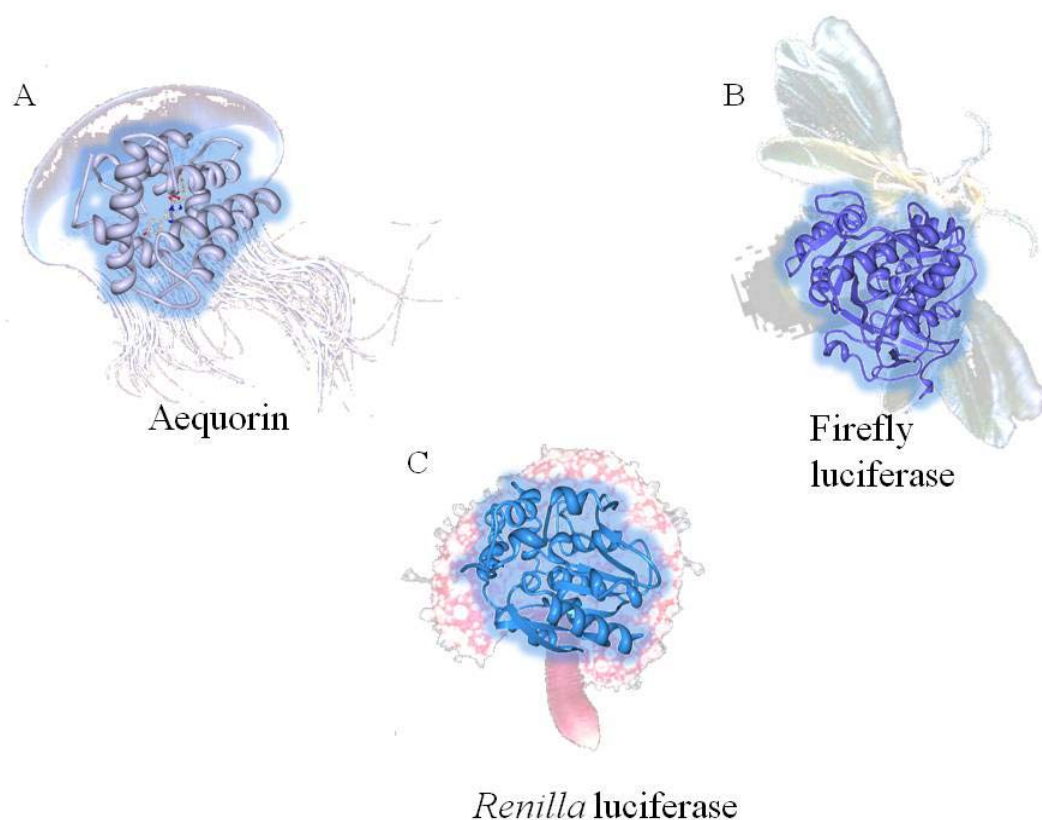 A
Aequorin
B
Firefly
luciferase
C
Renilla luciferase